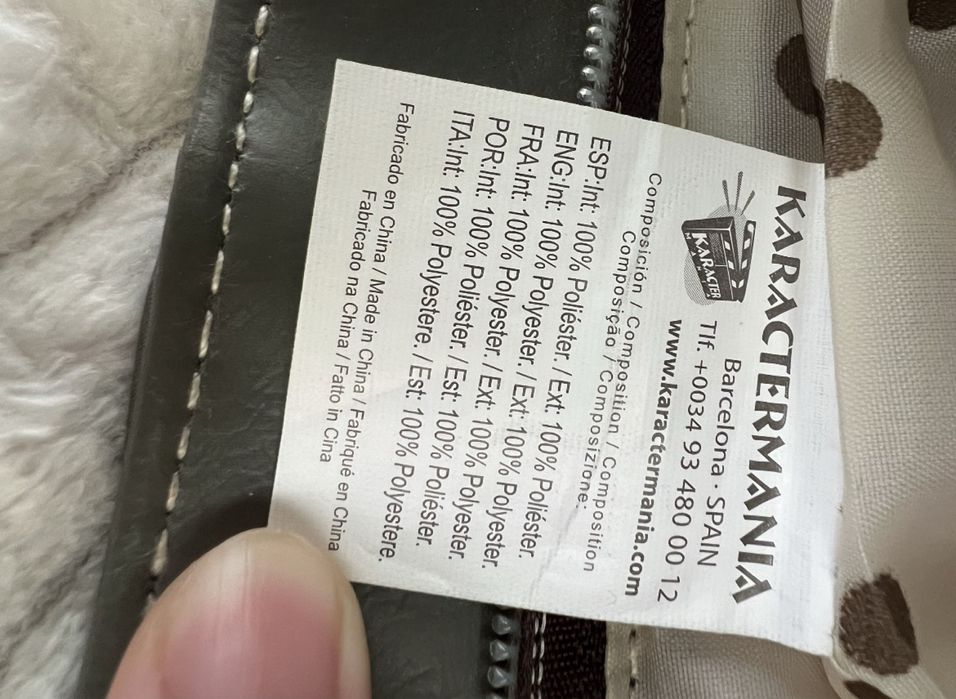 KARACTERMANIA
KARACTER
Barcelona · SPAIN
Tlf. +0034 93 480 00 12
www.karactermania.com
Composición / Composition / Composition
Composição / Composizione:
ESP:Int: 100% Poliéster. / Ext: 100% Poliéster.
ENG:Int: 100% Polyester. / Ext: 100% Polyester.
FRA:Int: 100% Polyester. / Ext: 100% Polyester.
POR:Int: 100% Poliéster. / Est: 100% Poliéster.
ITA:Int: 100% Polyestere. / Est: 100% Polyestere.
Fabricado en China / Made in China / Fabriqué en China
Fabricado na China / Fatto in Cina